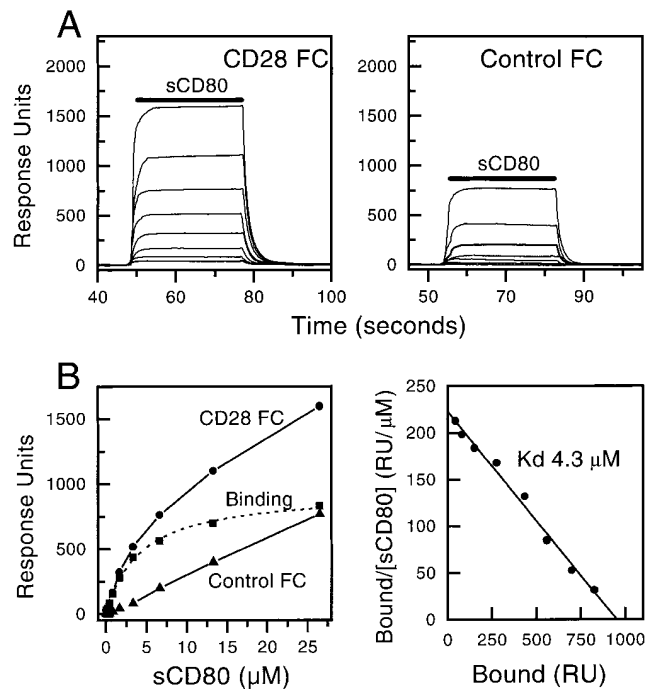 A
CD28 FC
Control FC
sCD80
sCD80
Response Units
2000
1500
1000
500
0
2000
1500
1000
500
0
40 60 80 100
50 70 90
Time (seconds)
B
CD28 FC
Binding
Control FC
Response Units
1500
1000
500
0
0 5 10 15 20 25
sCD80 (µM)
Kd 4.3 µM
Bound/[sCD80] (RU/µM)
250
200
150
100
50
0
0 250 500 750 1000
Bound (RU)